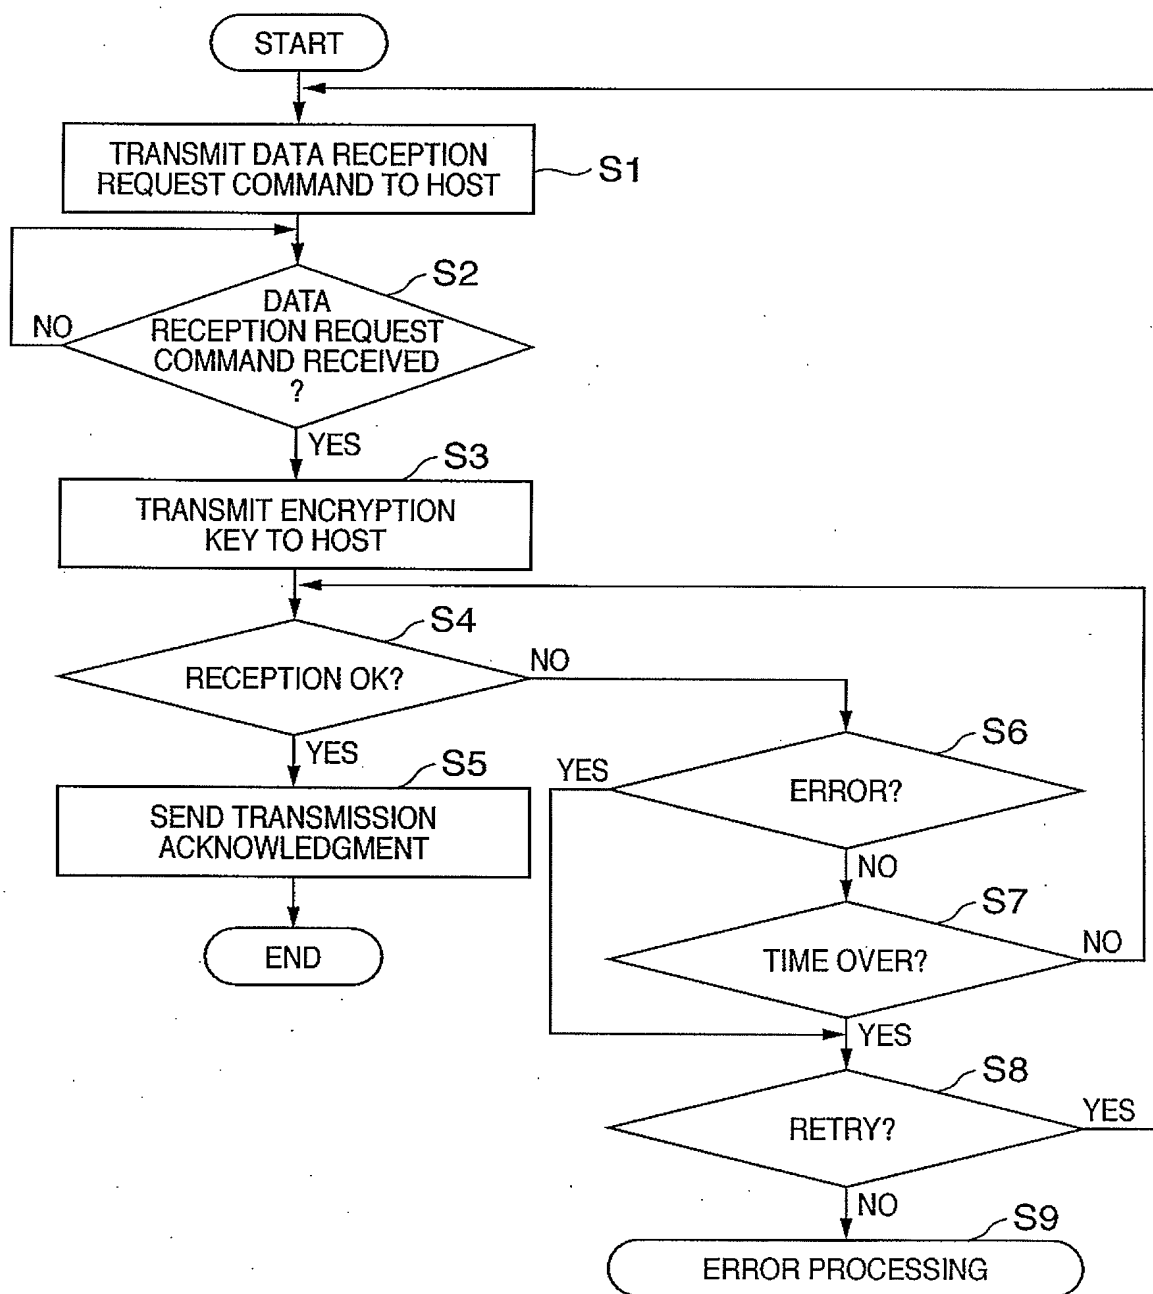 START
TRANSMIT DATA RECEPTION
REQUEST COMMAND TO HOST
S1
S2
DATA
RECEPTION REQUEST
COMMAND RECEIVED
?
NO
YES
S3
TRANSMIT ENCRYPTION
KEY TO HOST
S4
RECEPTION OK?
NO
YES
S5
SEND TRANSMISSION
ACKNOWLEDGMENT
END
S6
YES
ERROR?
NO
S7
TIME OVER?
NO
YES
S8
RETRY?
YES
NO
S9
ERROR PROCESSING